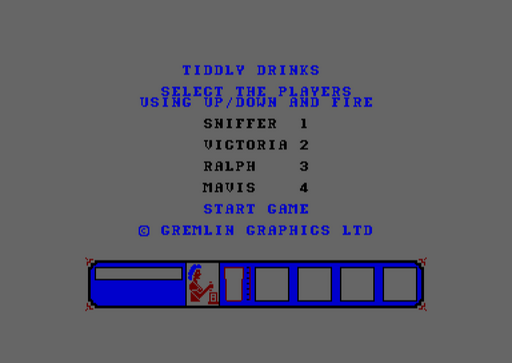 TIDDLY DRINKS
SELECT THE PLAYERS
USING UP/DOWN AND FIRE
SNIFFER 1
VICTORIA 2
RALPH 3
MAVIS 4
START GAME
© GREMLIN GRAPHICS LTD